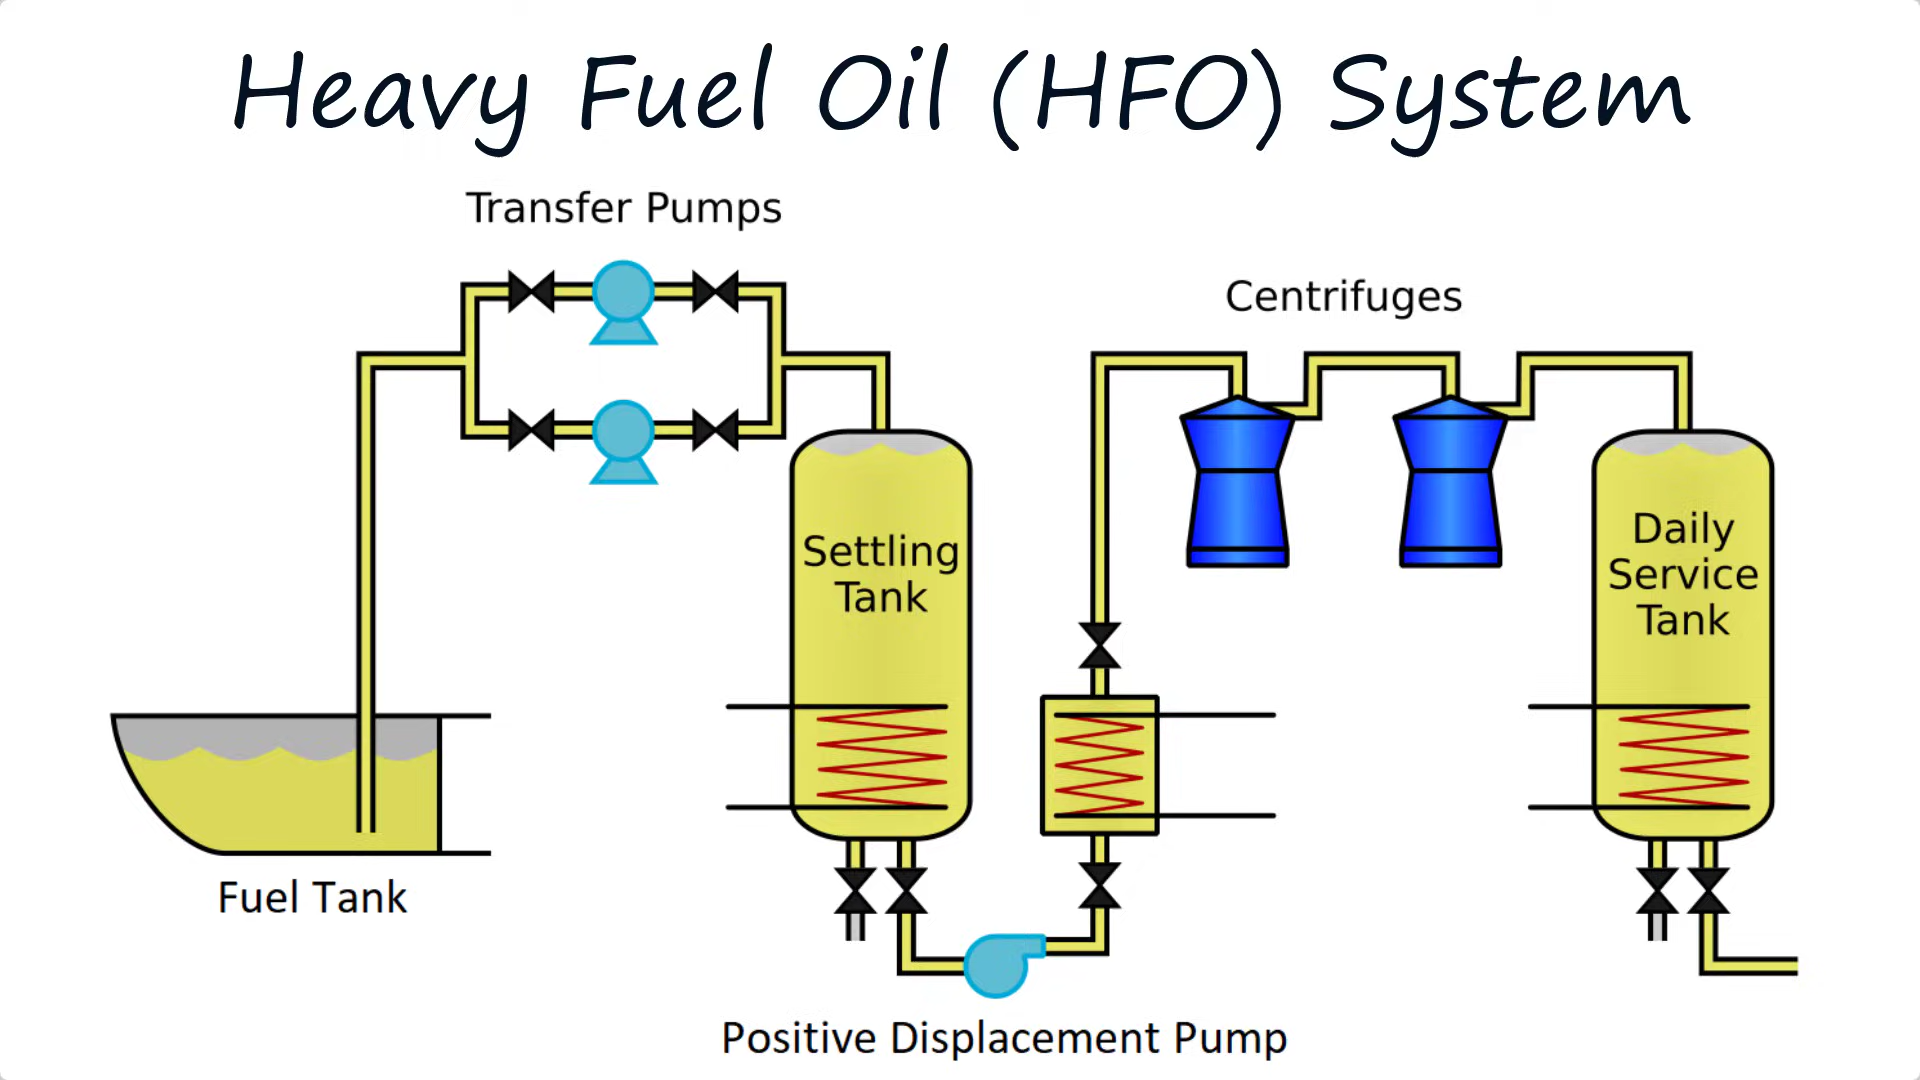 Heavy Fuel Oil (HFO) System
Transfer Pumps
Centrifuges
Settling
Tank
Daily
Service
Tank
Fuel Tank
Positive Displacement Pump